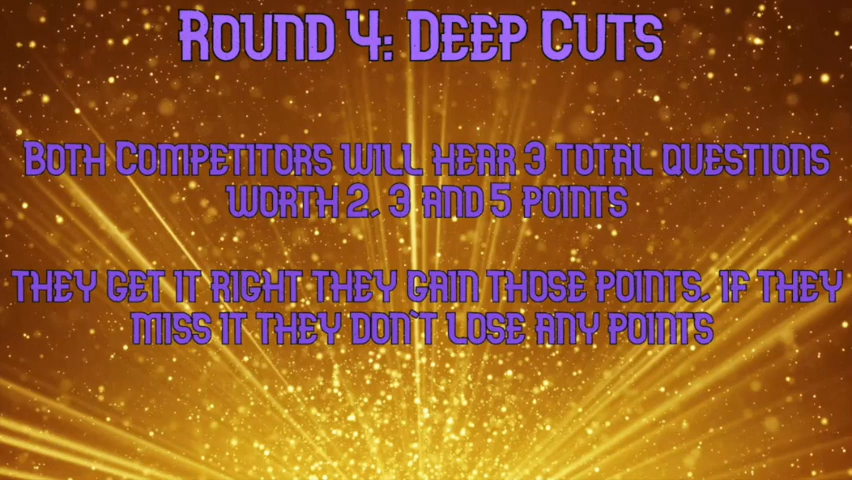 Round 4: Deep Cuts
Both Competitors will hear 3 total questions
worth 2, 3 and 5 points
they get it right they gain those points, if they
miss it they don`t lose any points